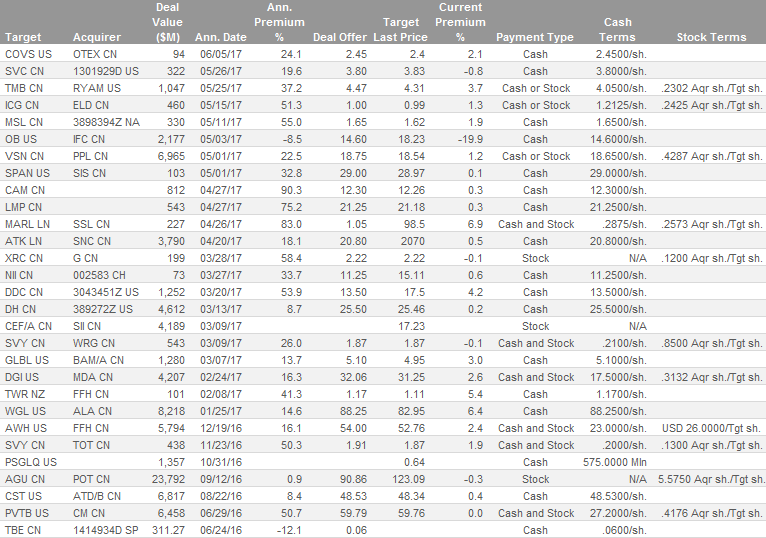 Target Acquirer Deal Value ($M) Ann. Date Ann. Premium % Deal Offer Target Last Price Current Premium % Payment Type Cash Terms Stock Terms
COVS US OTEX CN 94 06/05/17 24.1 2.45 2.4 2.1 Cash 2.4500/sh.
SVC CN 1301929D US 322 05/26/17 19.6 3.80 3.83 -0.8 Cash 3.8000/sh.
TMB CN RYAM US 1,047 05/25/17 37.2 4.47 4.31 3.7 Cash or Stock 4.0500/sh. .2302 Aqr sh./Tgt sh.
ICG CN ELD CN 460 05/15/17 51.3 1.00 0.99 1.3 Cash or Stock 1.2125/sh. .2425 Aqr sh./Tgt sh.
MSL CN 3898394Z NA 330 05/11/17 55.0 1.65 1.62 1.9 Cash 1.6500/sh.
OB US IFC CN 2,177 05/03/17 -8.5 14.60 18.23 -19.9 Cash 14.6000/sh.
VSN CN PPL CN 6,965 05/01/17 22.5 18.75 18.54 1.2 Cash or Stock 18.6500/sh. .4287 Aqr sh./Tgt sh.
SPAN US SIS CN 103 05/01/17 32.8 29.00 28.97 0.1 Cash 29.0000/sh.
CAM CN 812 04/27/17 90.3 12.30 12.26 0.3 Cash 12.3000/sh.
LMP CN 543 04/27/17 75.2 21.25 21.18 0.3 Cash 21.2500/sh.
MARL LN SSL CN 227 04/26/17 83.0 1.05 98.5 6.9 Cash and Stock .2875/sh. .2573 Aqr sh./Tgt sh.
ATK LN SNC CN 3,790 04/20/17 18.1 20.80 2070 0.5 Cash 20.8000/sh.
XRC CN G CN 199 03/28/17 58.4 2.22 2.22 -0.1 Stock N/A .1200 Aqr sh./Tgt sh.
NII CN 002583 CH 73 03/27/17 33.7 11.25 15.11 0.6 Cash 11.2500/sh.
DDC CN 3043451Z US 1,252 03/20/17 53.9 13.50 17.5 4.2 Cash 13.5000/sh.
DH CN 389272Z US 4,612 03/13/17 8.7 25.50 25.46 0.2 Cash 25.5000/sh.
CEF/A CN SII CN 4,189 03/09/17 17.23 Stock N/A
SVY CN WRG CN 543 03/09/17 26.0 1.87 1.87 -0.1 Cash and Stock .2100/sh. .8500 Aqr sh./Tgt sh.
GLBL US BAM/A CN 1,280 03/07/17 13.7 5.10 4.95 3.0 Cash 5.1000/sh.
DGI US MDA CN 4,207 02/24/17 16.3 32.06 31.25 2.6 Cash and Stock 17.5000/sh. .3132 Aqr sh./Tgt sh.
TWR NZ FFH CN 101 02/08/17 41.3 1.17 1.11 5.4 Cash 1.1700/sh.
WGL US ALA CN 8,218 01/25/17 14.6 88.25 82.95 6.4 Cash 88.2500/sh.
AWH US FFH CN 5,794 12/19/16 16.1 54.00 52.76 2.4 Cash and Stock 23.0000/sh. USD 26.0000/Tgt sh.
SVY CN TOT CN 438 11/23/16 50.3 1.91 1.87 1.9 Cash and Stock .2000/sh. .1300 Aqr sh./Tgt sh.
PSGLQ US 1,357 10/31/16 0.64 Cash 575.0000 Mln
AGU CN POT CN 23,792 09/12/16 0.9 90.86 123.09 -0.3 Stock N/A 5.5750 Aqr sh./Tgt sh.
CST US ATD/B CN 6,817 08/22/16 8.4 48.53 48.34 0.4 Cash 48.5300/sh.
PVTB US CM CN 6,458 06/29/16 50.7 59.79 59.76 0.0 Cash and Stock 27.2000/sh. .4176 Aqr sh./Tgt sh.
TBE CN 1414934D SP 311.27 06/24/16 -12.1 0.06 Cash .0600/sh.